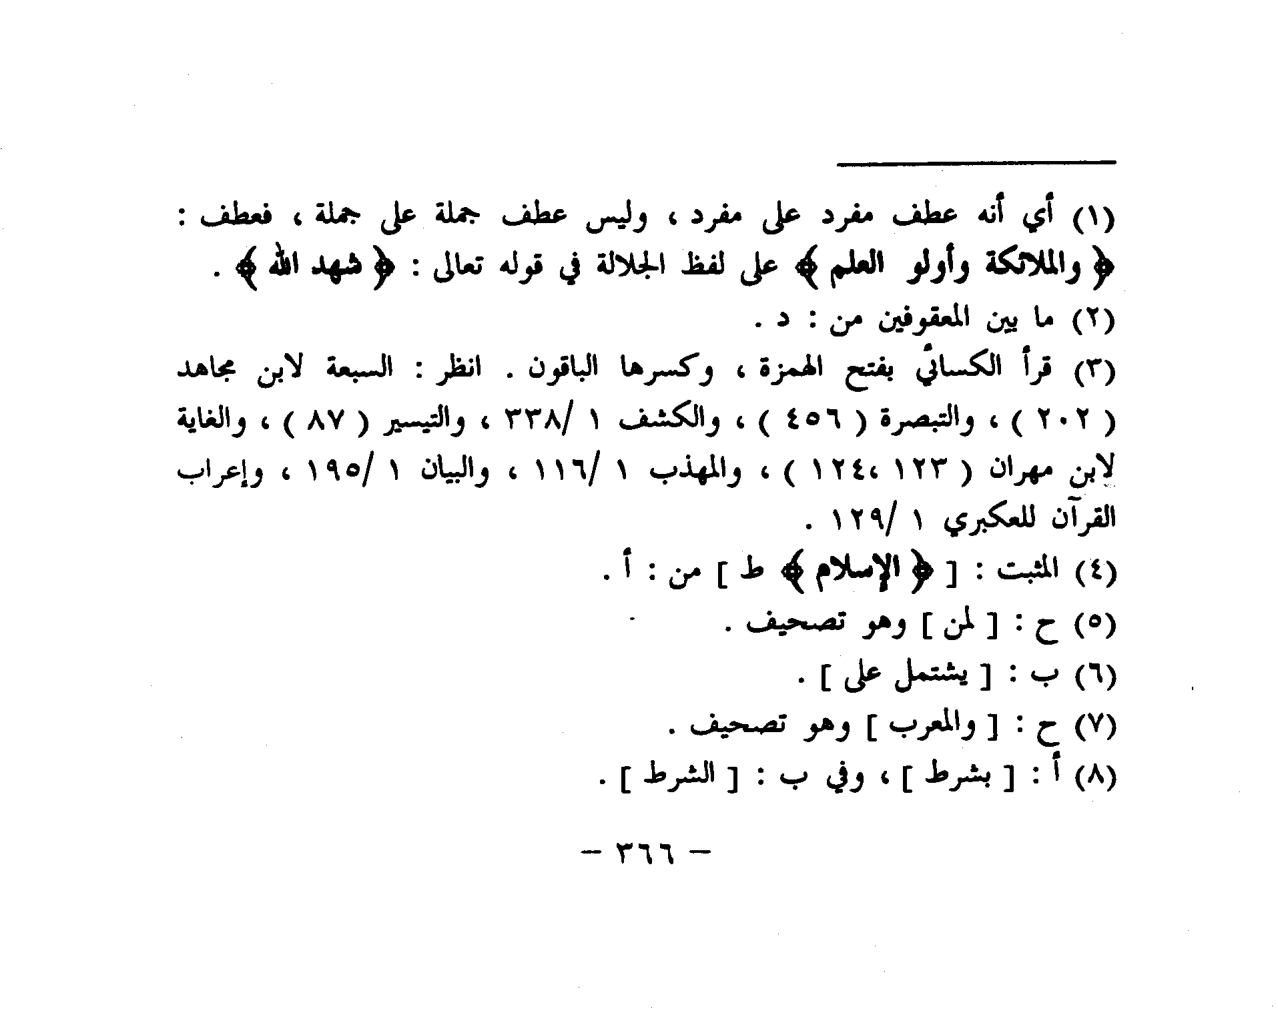 (١) أي أنه عطف مفرد على مفرد ، وليس عطف جملة على جملة ، فعطف :
﴿ والملائكة وأولو العلم ﴾ على لفظ الجلالة في قوله تعالى : ﴿ شهد الله ﴾ .
(٢) ما بين المعقوفين من : د .
(٣) قرأ الكسائي بفتح الهمزة ، وكسرها الباقون . انظر : السبعة لابن مجاهد
( ٢٠٢ ) ، والتبصرة ( ٤٥٦ ) ، والكشف ١ /٣٣٨ ، والتيسير ( ٨٧ ) ، والغاية
لابن مهران ( ١٢٣ ،١٢٤ ) ، والمهذب ١ /١١٦ ، والبيان ١ /١٩٥ ، وإعراب
القرآن للعكبري ١ /١٢٩ .
(٤) المثبت : [ ﴿ الإسلام ﴾ ط ] من : أ .
(٥) ح : [ لمن ] وهو تصحيف .
(٦) ب : [ يشتمل على ] .
(٧) ح : [ والمعرب ] وهو تصحيف .
(٨) أ : [ بشرط ] ، وفي ب : [ الشرط ] .
– ٣٦٦ –